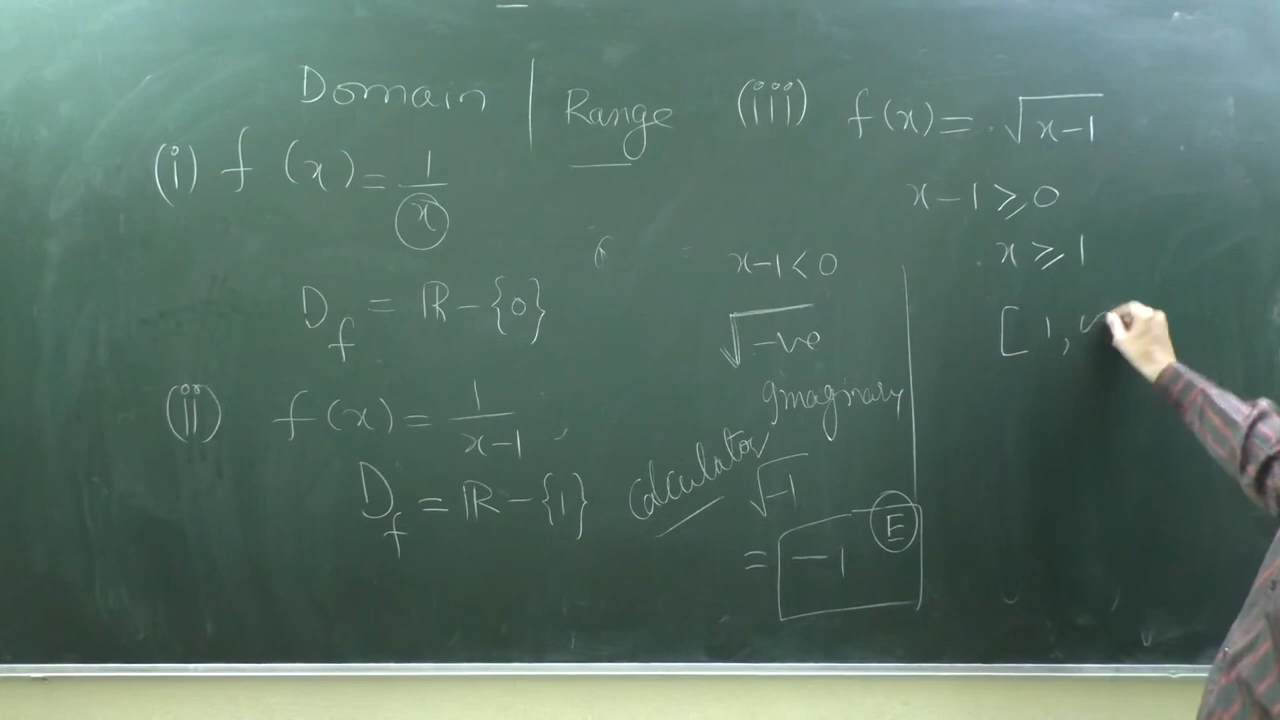 Domain | Range
(i) f (x) = 1/x
D_f = ℝ - {0}
(ii) f(x) = 1/(x-1) ,
D_f = ℝ - {1}
x-1 < 0
√-ve
Imaginary
calculator
√-1
= -1 E
(iii) f(x) = √(x-1)
x-1 ≥ 0
x ≥ 1
[ 1,